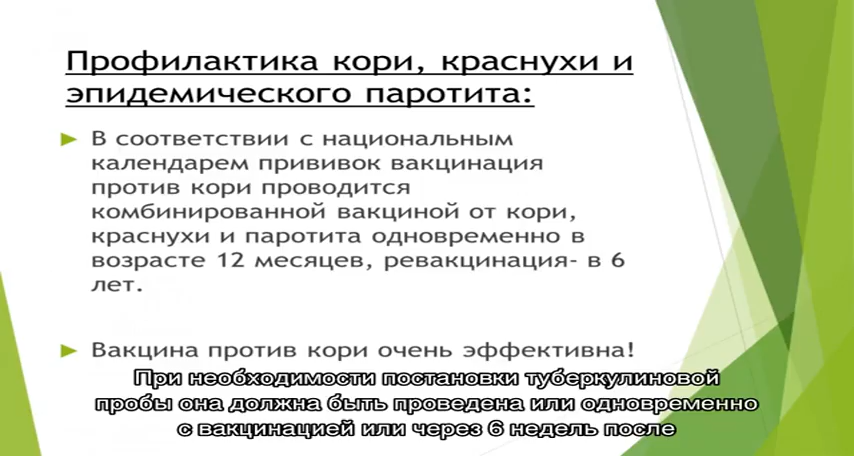 Профилактика кори, краснухи и
эпидемического паротита:
В соответствии с национальным
календарем прививок вакцинация
против кори проводится
комбинированной вакциной от кори,
краснухи и паротита одновременно в
возрасте 12 месяцев, ревакцинация- в 6
лет.
Вакцина против кори очень эффективна!
При необходимости постановки туберкулиновой
пробы она должна быть проведена или одновременно
с вакцинацией или через 6 недель после